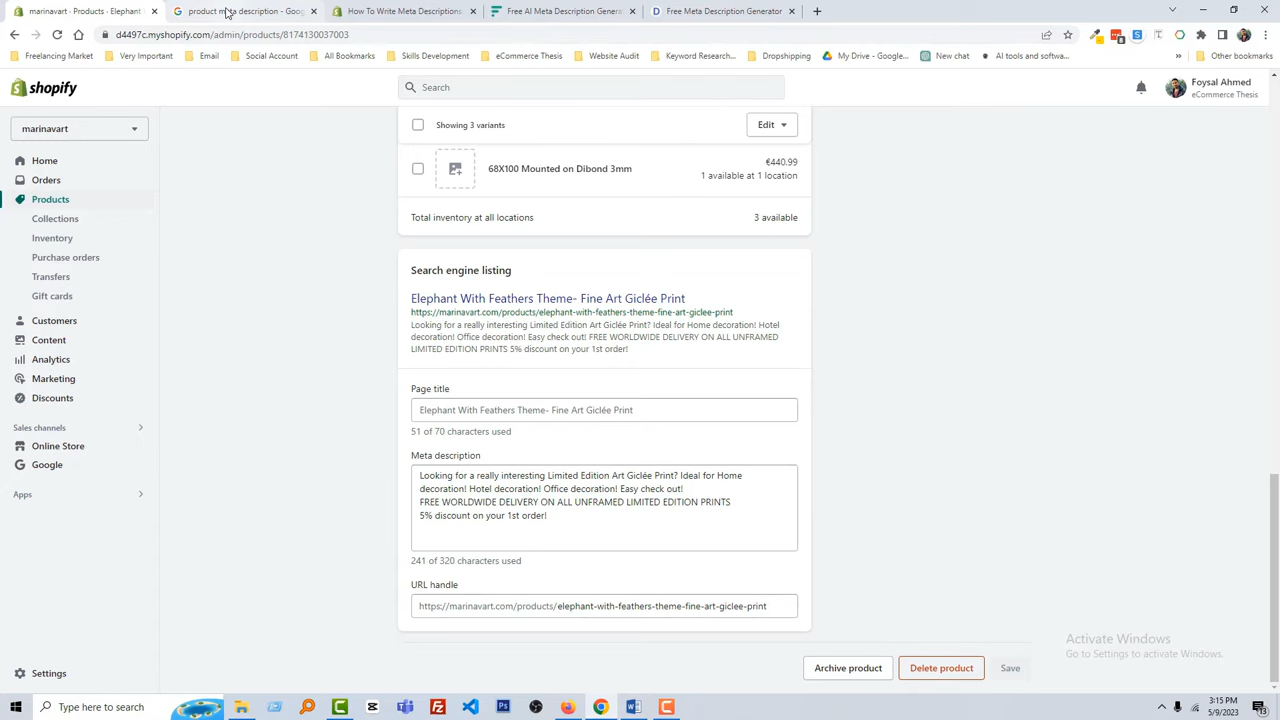 marinavart · Products · Elephant
product meta description - Goog
How To Write Meta Descriptions
Free AI Meta Description Genera
Free Meta Description Generator
d4497c.myshopify.com/admin/products/8174130037003
Freelancing Market
Very Important
Email
Social Account
All Bookmarks
Skills Development
eCommerce Thesis
Website Audit
Keyword Research...
Dropshipping
My Drive - Google...
New chat
AI tools and softwa...
Other bookmarks
shopify
Search
Foysal Ahmed
eCommerce Thesis
marinavart
Home
Orders
Products
Collections
Inventory
Purchase orders
Transfers
Gift cards
Customers
Content
Analytics
Marketing
Discounts
Sales channels
Online Store
Google
Apps
Settings
Showing 3 variants
Edit
68X100 Mounted on Dibond 3mm
€440.99
1 available at 1 location
Total inventory at all locations
3 available
Search engine listing
Elephant With Feathers Theme- Fine Art Giclée Print
https://marinavart.com/products/elephant-with-feathers-theme-fine-art-giclee-print
Looking for a really interesting Limited Edition Art Giclée Print? Ideal for Home decoration! Hotel
decoration! Office decoration! Easy check out! FREE WORLDWIDE DELIVERY ON ALL UNFRAMED
LIMITED EDITION PRINTS 5% discount on your 1st order!
Page title
Elephant With Feathers Theme- Fine Art Giclée Print
51 of 70 characters used
Meta description
Looking for a really interesting Limited Edition Art Giclée Print? Ideal for Home
decoration! Hotel decoration! Office decoration! Easy check out!
FREE WORLDWIDE DELIVERY ON ALL UNFRAMED LIMITED EDITION PRINTS
5% discount on your 1st order!
241 of 320 characters used
URL handle
https://marinavart.com/products/elephant-with-feathers-theme-fine-art-giclee-print
Archive product
Delete product
Save
Activate Windows
Go to Settings to activate Windows.
Type here to search
3:15 PM
5/9/2023